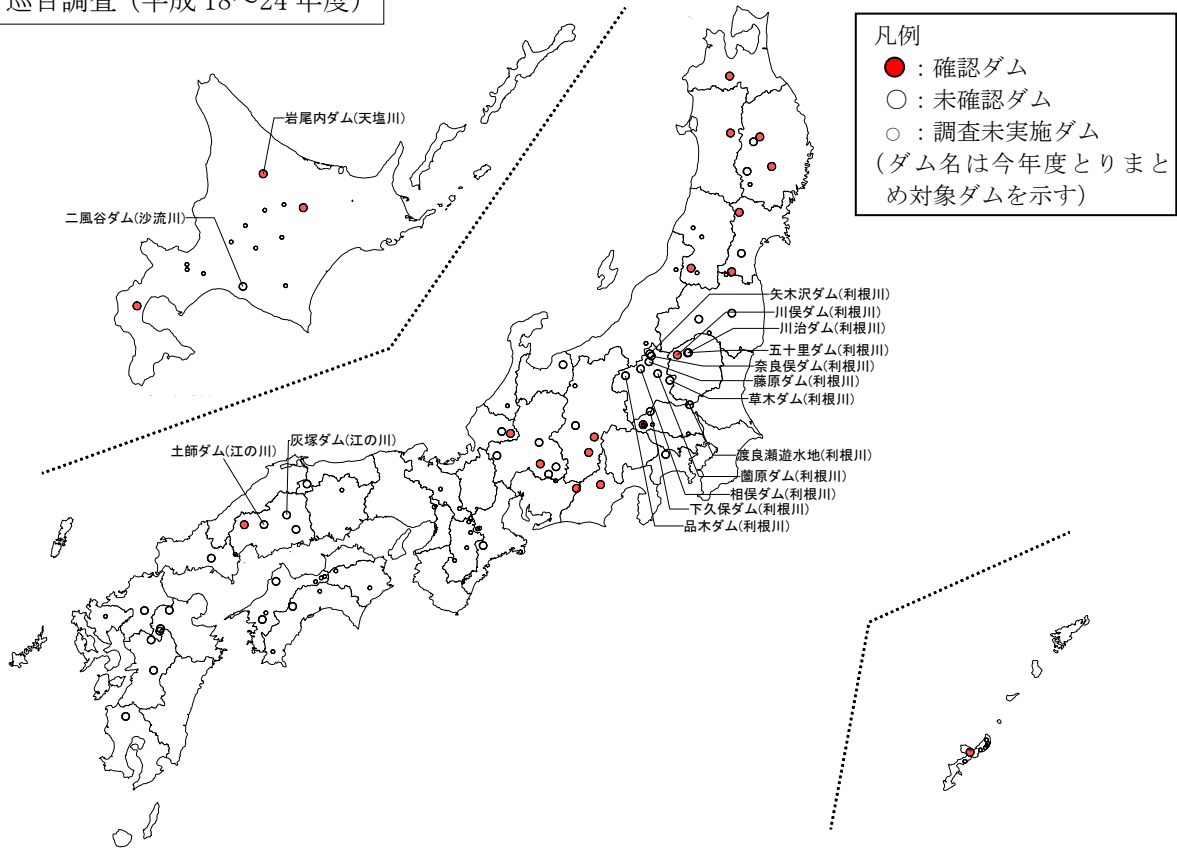 巡目調査（平成 18～24 年度）
凡例
● ：確認ダム
○ ：未確認ダム
○ ：調査未実施ダム
(ダム名は今年度とりまと
め対象ダムを示す)
岩尾内ダム(天塩川)
二風谷ダム(沙流川)
矢木沢ダム(利根川)
川俣ダム(利根川)
川治ダム(利根川)
五十里ダム(利根川)
奈良俣ダム(利根川)
藤原ダム(利根川)
草木ダム(利根川)
灰塚ダム(江の川)
土師ダム(江の川)
渡良瀬遊水地(利根川)
薗原ダム(利根川)
相俣ダム(利根川)
下久保ダム(利根川)
品木ダム(利根川)